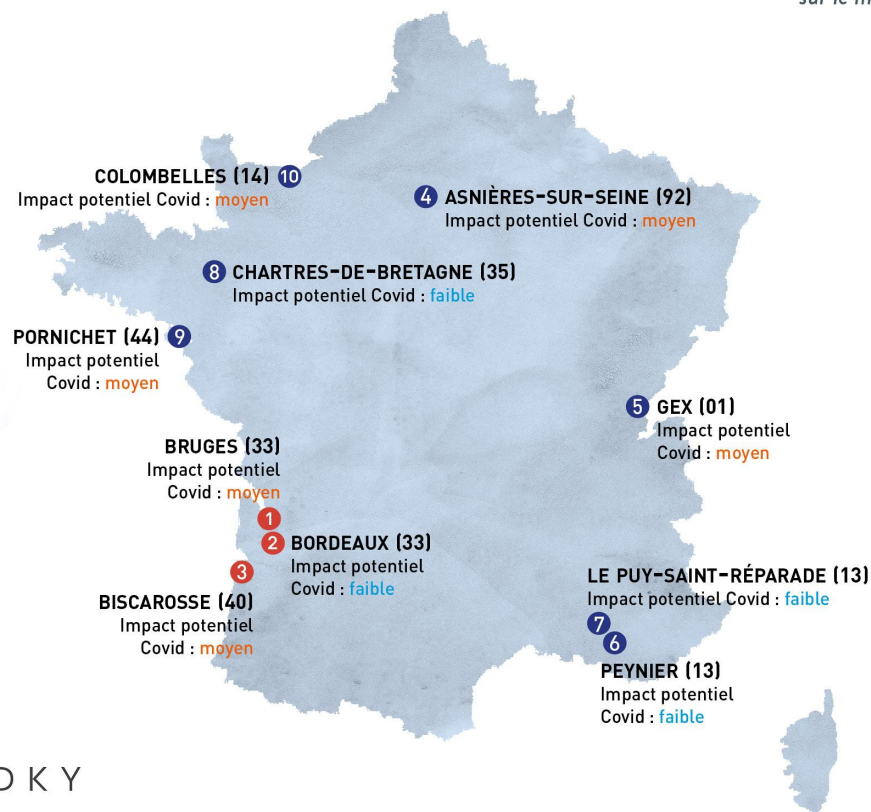 sur le m
COLOMBELLES (14) 10
Impact potentiel Covid : moyen
4 ASNIÈRES-SUR-SEINE (92)
Impact potentiel Covid : moyen
8 CHARTRES-DE-BRETAGNE (35)
Impact potentiel Covid : faible
PORNICHET (44) 9
Impact potentiel
Covid : moyen
5 GEX (01)
Impact potentiel
Covid : moyen
BRUGES (33)
Impact potentiel
Covid : moyen
1
2 BORDEAUX (33)
Impact potentiel
Covid : faible
3
BISCAROSSE (40)
Impact potentiel
Covid : moyen
LE PUY-SAINT-RÉPARADE (13)
Impact potentiel Covid : faible
7
6
PEYNIER (13)
Impact potentiel
Covid : faible
DKY